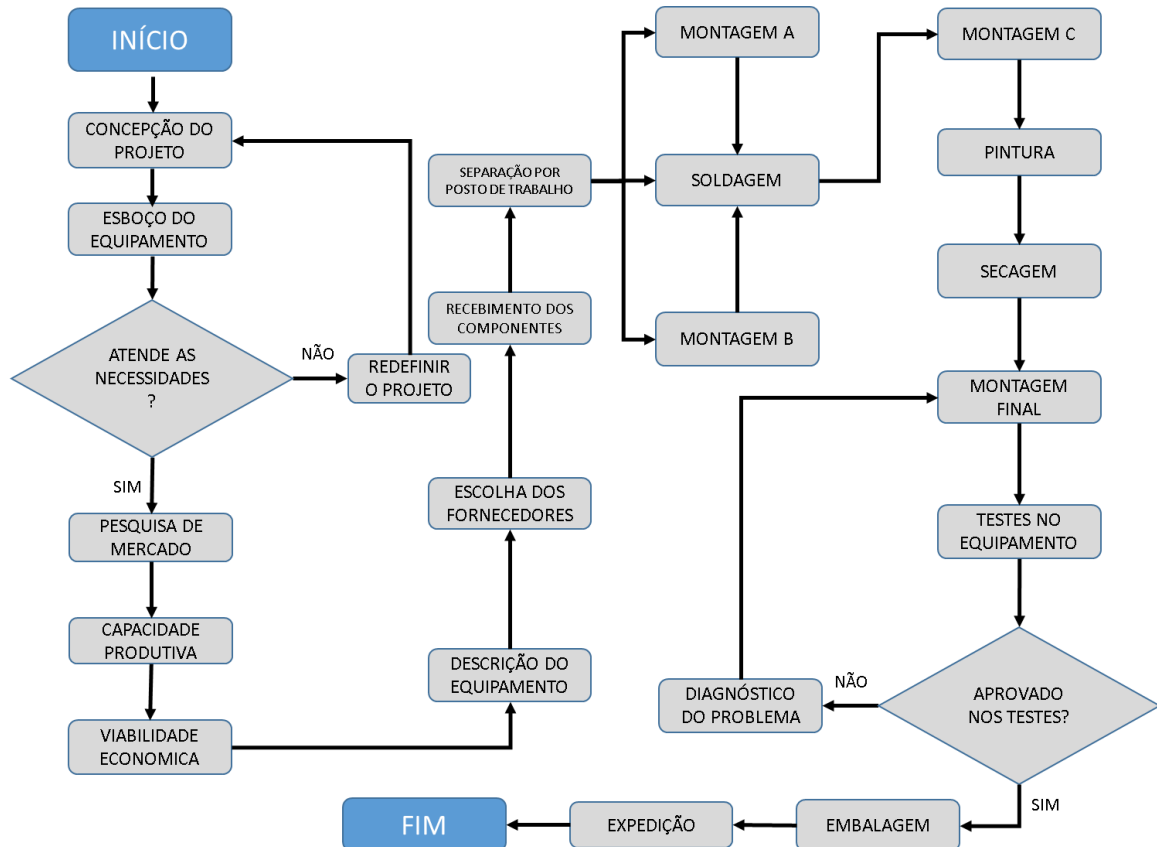 INÍCIO
CONCEPÇÃO DO
PROJETO
ESBOÇO DO
EQUIPAMENTO
ATENDE AS
NECESSIDADES
?
NÃO
REDEFINIR
O PROJETO
SIM
PESQUISA DE
MERCADO
CAPACIDADE
PRODUTIVA
VIABILIDADE
ECONOMICA
DESCRIÇÃO DO
EQUIPAMENTO
ESCOLHA DOS
FORNECEDORES
RECEBIMENTO DOS
COMPONENTES
SEPARAÇÃO POR
POSTO DE TRABALHO
MONTAGEM A
SOLDAGEM
MONTAGEM B
MONTAGEM C
PINTURA
SECAGEM
MONTAGEM
FINAL
TESTES NO
EQUIPAMENTO
APROVADO
NOS TESTES?
NÃO
DIAGNÓSTICO
DO PROBLEMA
SIM
EMBALAGEM
EXPEDIÇÃO
FIM